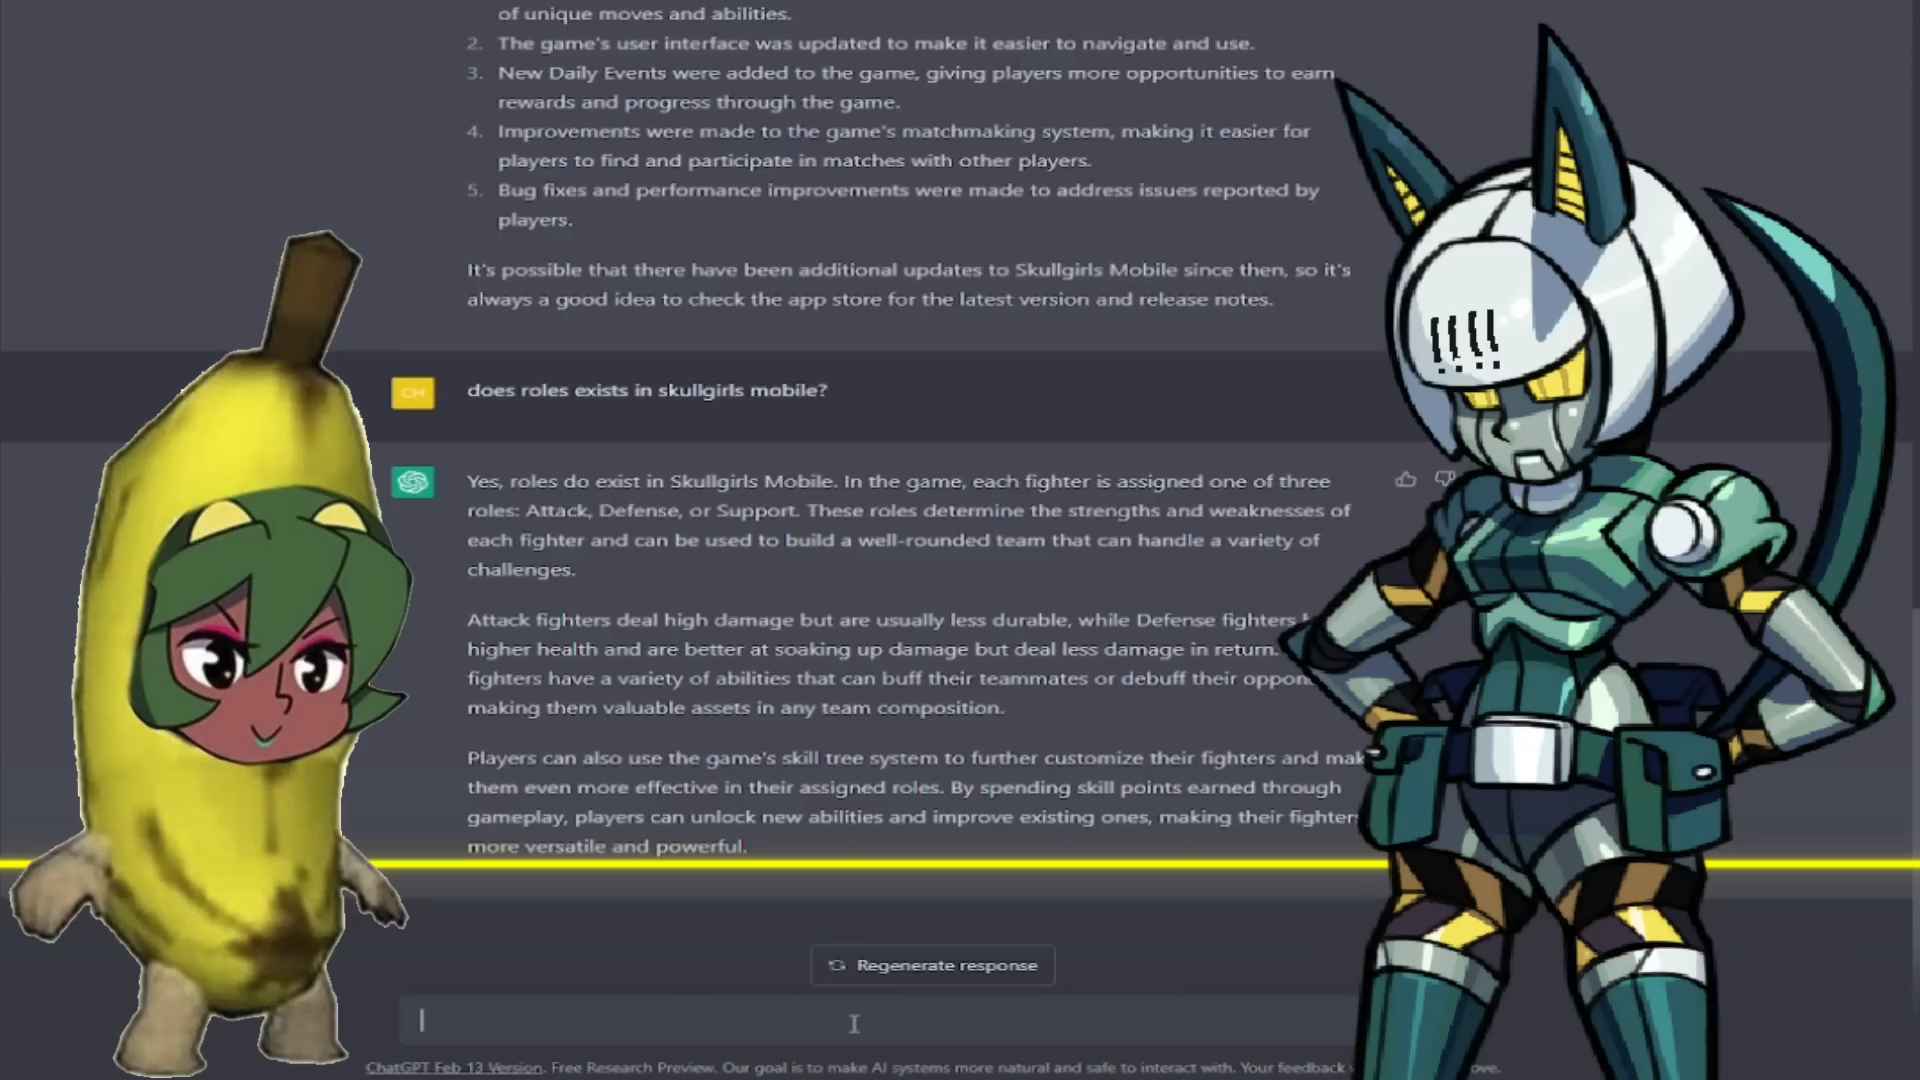 of unique moves and abilities.
2. The game's user interface was updated to make it easier to navigate and use.
3. New Daily Events were added to the game, giving players more opportunities to earn
rewards and progress through the game.
4. Improvements were made to the game's matchmaking system, making it easier for
players to find and participate in matches with other players.
5. Bug fixes and performance improvements were made to address issues reported by
players.
It's possible that there have been additional updates to Skullgirls Mobile since then, so it's
always a good idea to check the app store for the latest version and release notes.
CH
does roles exists in skullgirls mobile?
Yes, roles do exist in Skullgirls Mobile. In the game, each fighter is assigned one of three
roles: Attack, Defense, or Support. These roles determine the strengths and weaknesses of
each fighter and can be used to build a well-rounded team that can handle a variety of
challenges.
Attack fighters deal high damage but are usually less durable, while Defense fighters
higher health and are better at soaking up damage but deal less damage in return.
fighters have a variety of abilities that can buff their teammates or debuff their
making them valuable assets in any team composition.
Players can also use the game's skill tree system to further customize their fighters and
them even more effective in their assigned roles. By spending skill points earned through
gameplay, players can unlock new abilities and improve existing ones, making their
more versatile and powerful.
!!!!
Regenerate response
ChatGPT Feb 13 Version. Free Research Preview. Our goal is to make AI systems more natural and safe to interact with. Your feedback